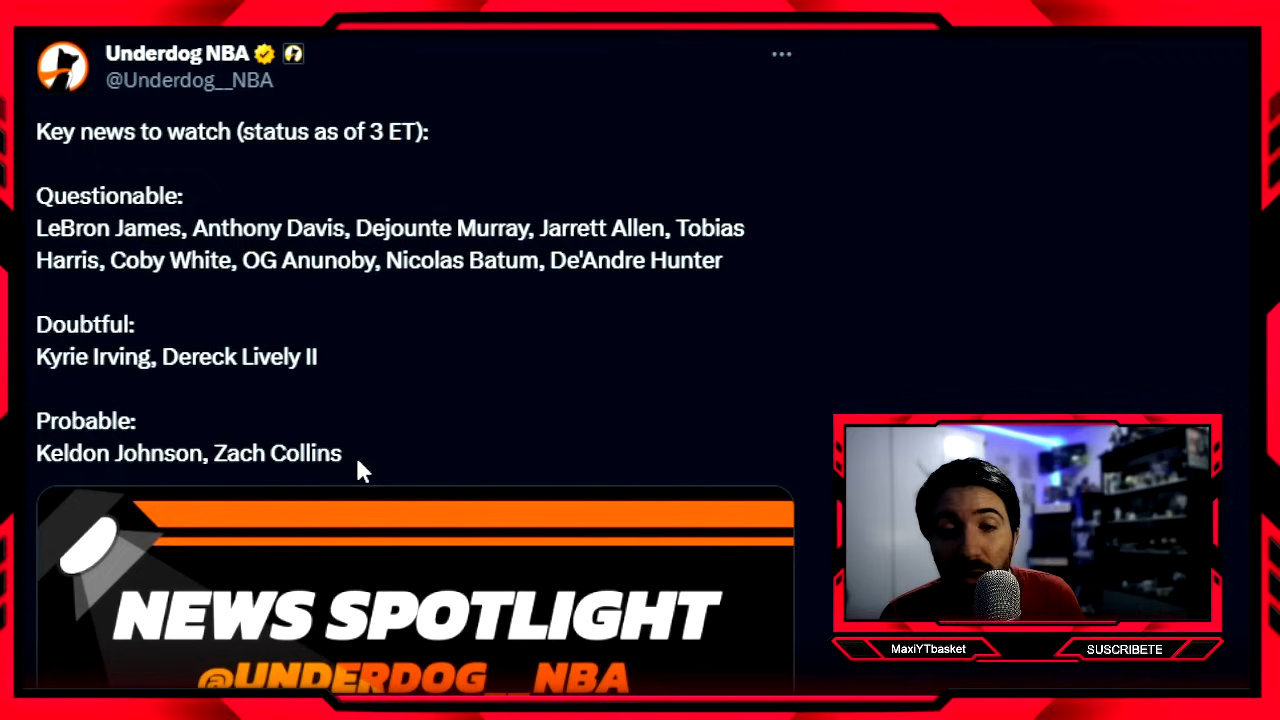 Underdog NBA
@Underdog__NBA
Key news to watch (status as of 3 ET):
Questionable:
LeBron James, Anthony Davis, Dejounte Murray, Jarrett Allen, Tobias
Harris, Coby White, OG Anunoby, Nicolas Batum, De'Andre Hunter
Doubtful:
Kyrie Irving, Dereck Lively II
Probable:
Keldon Johnson, Zach Collins
NEWS SPOTLIGHT
@UNDERDOG__NBA
MaxiYTbasket
SUSCRIBETE